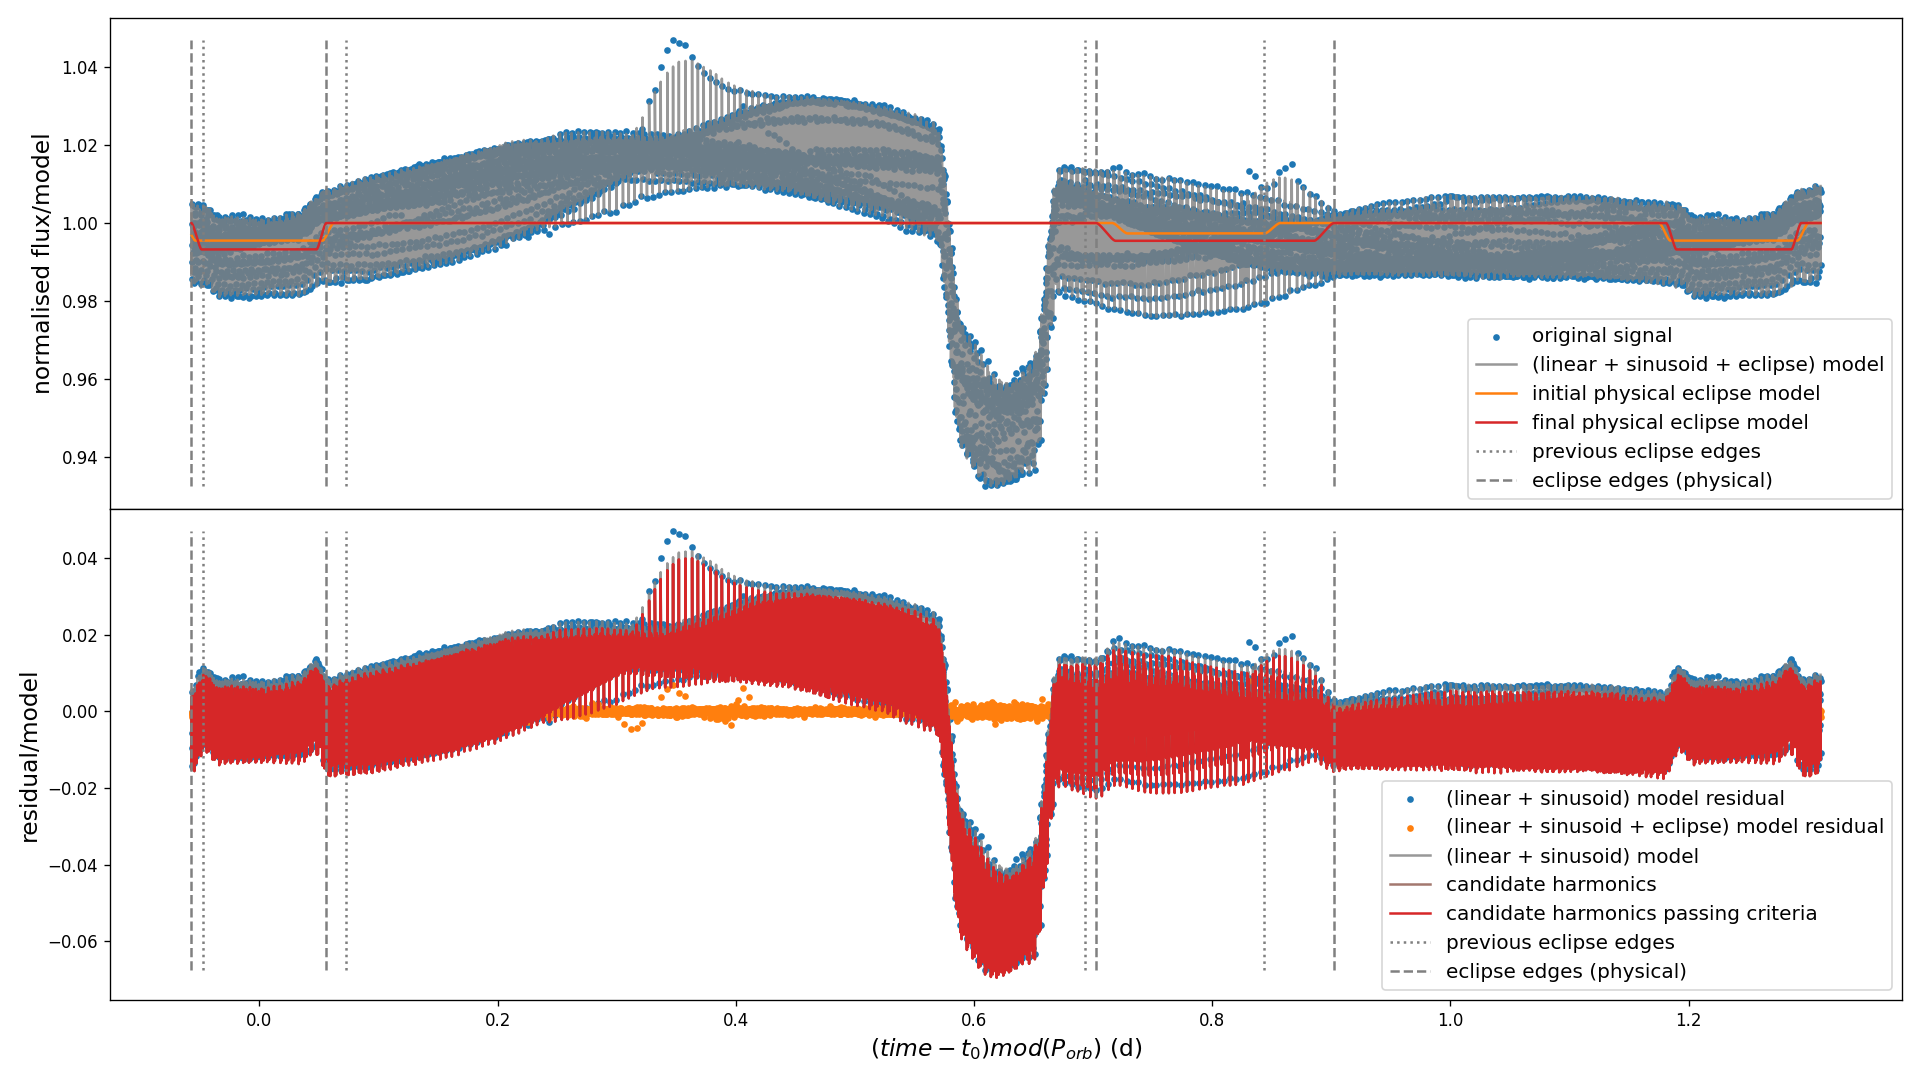 normalised flux/model
1.04
1.02
1.00
0.98
0.96
0.94
original signal
(linear + sinusoid + eclipse) model
initial physical eclipse model
final physical eclipse model
previous eclipse edges
eclipse edges (physical)
residual/model
0.04
0.02
0.00
−0.02
−0.04
−0.06
(linear + sinusoid) model residual
(linear + sinusoid + eclipse) model residual
(linear + sinusoid) model
candidate harmonics
candidate harmonics passing criteria
previous eclipse edges
eclipse edges (physical)
0.0 0.2 0.4 0.6 0.8 1.0 1.2
(time − t₀)mod(P_orb) (d)